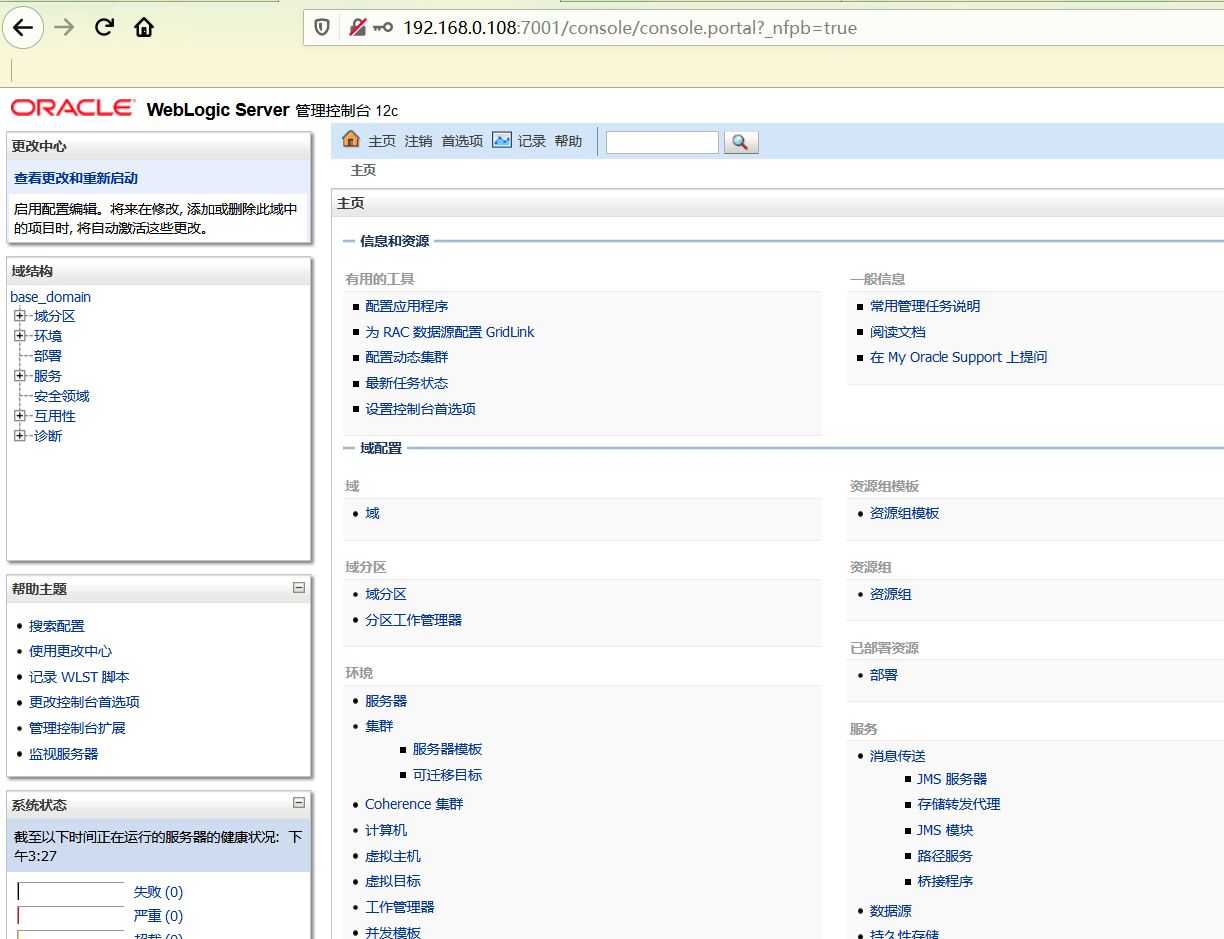 192.168.0.108:7001/console/console.portal?_nfpb=true
ORACLE WebLogic Server 管理控制台 12c
更改中心
查看更改和重新启动
启用配置编辑。将来在修改, 添加或删除此域中
的项目时, 将自动激活这些更改。
域结构
base_domain
域分区
环境
部署
服务
安全领域
互用性
诊断
帮助主题
搜索配置
使用更改中心
记录 WLST 脚本
更改控制台首选项
管理控制台扩展
监视服务器
系统状态
截至以下时间正在运行的服务器的健康状况: 下
午3:27
失败 (0)
严重 (0)
超载 (0)
主页 注销 首选项 记录 帮助
主页
主页
信息和资源
有用的工具
配置应用程序
为 RAC 数据源配置 GridLink
配置动态集群
最新任务状态
设置控制台首选项
一般信息
常用管理任务说明
阅读文档
在 My Oracle Support 上提问
域配置
域
域
域分区
域分区
分区工作管理器
环境
服务器
集群
服务器模板
可迁移目标
Coherence 集群
计算机
虚拟主机
虚拟目标
工作管理器
并发模板
资源组模板
资源组模板
资源组
资源组
已部署资源
部署
服务
消息传送
JMS 服务器
存储转发代理
JMS 模块
路径服务
桥接程序
数据源
持久性存储